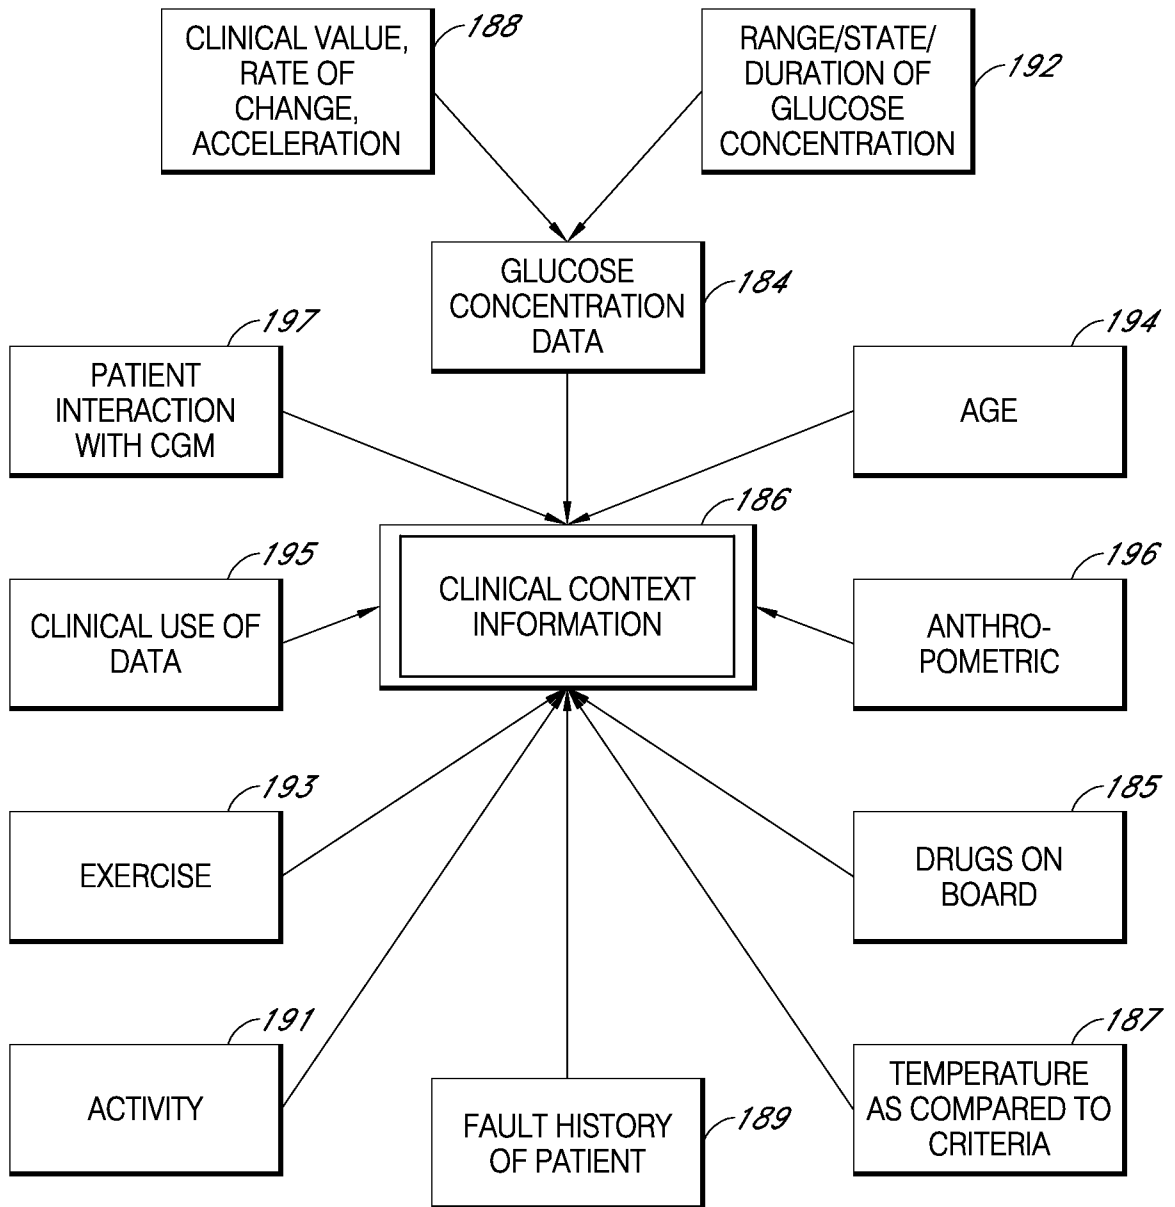 CLINICAL VALUE,
RATE OF
CHANGE,
ACCELERATION
188
RANGE/STATE/
DURATION OF
GLUCOSE
CONCENTRATION
192
GLUCOSE
CONCENTRATION
DATA
184
197
PATIENT
INTERACTION
WITH CGM
194
AGE
186
CLINICAL CONTEXT
INFORMATION
195
CLINICAL USE OF
DATA
196
ANTHRO-
POMETRIC
193
EXERCISE
185
DRUGS ON
BOARD
191
ACTIVITY
FAULT HISTORY
OF PATIENT
189
187
TEMPERATURE
AS COMPARED TO
CRITERIA